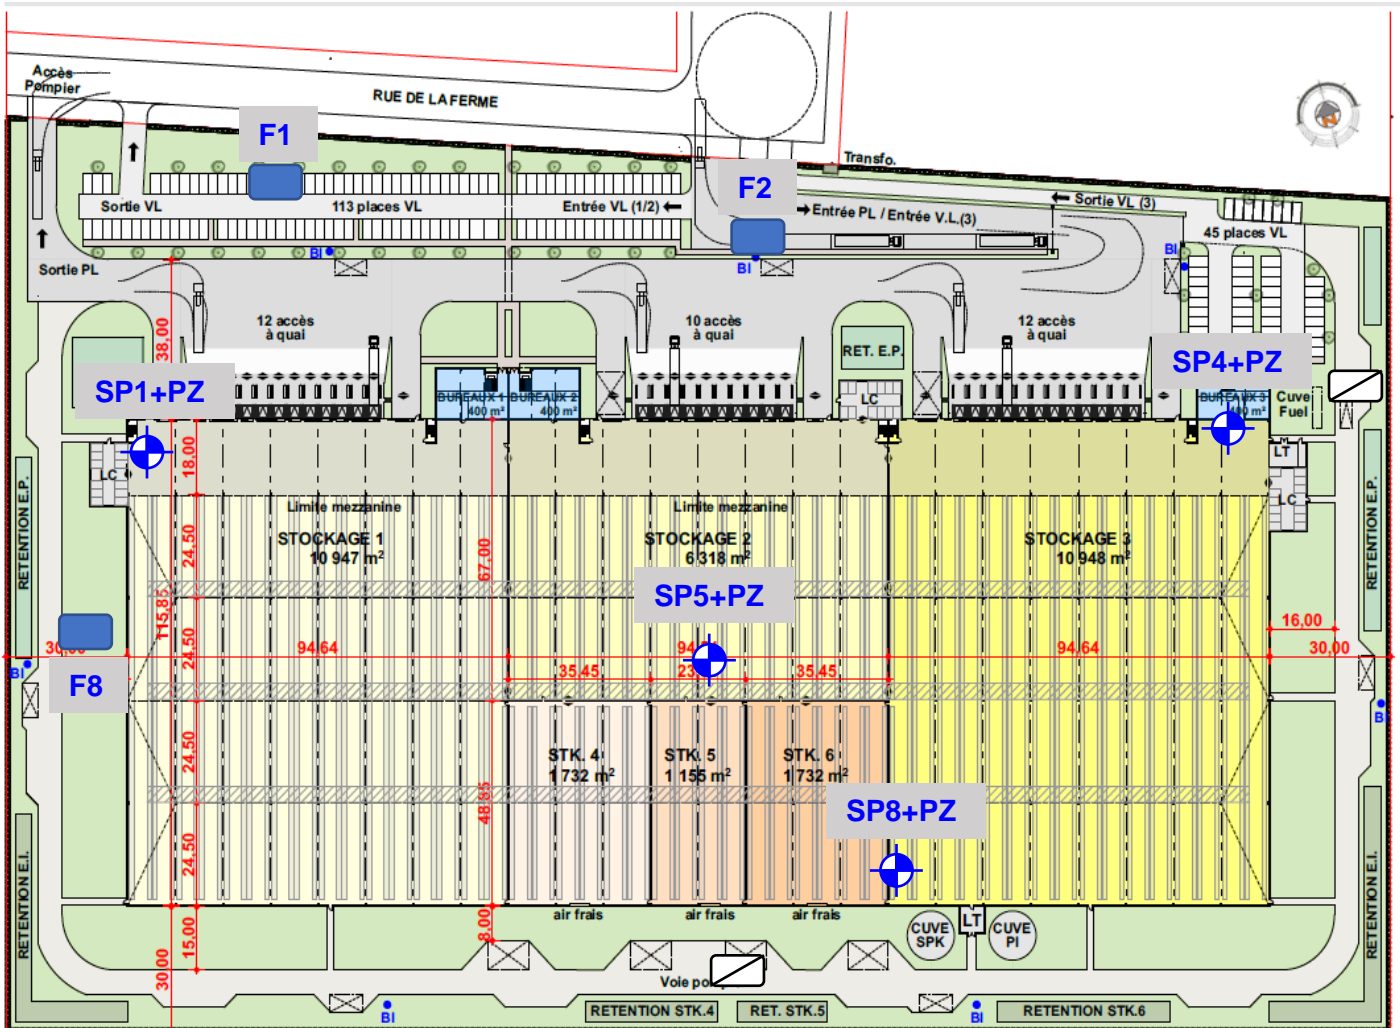 Accès
Pompier
RUE DE LA FERME
F1
F2
Transfo.
N
Sortie VL
113 places VL
Entrée VL (1/2)
Entrée PL / Entrée V.L.(3)
Sortie VL (3)
45 places VL
BI
BI
BI
Sortie PL
12 accès
à quai
10 accès
à quai
12 accès
à quai
38,00
RET. E.P.
SP1+PZ
SP4+PZ
BUREAUX 1
400 m²
BUREAUX 2
400 m²
BUREAUX 3
400 m²
Cuve
Fuel
LC
LC
LT
LC
18,00
RETENTION E.P.
RETENTION E.P.
Limite mezzanine
Limite mezzanine
STOCKAGE 1
10 947 m²
STOCKAGE 2
6 318 m²
STOCKAGE 3
10 948 m²
24,50
67,00
115,85
SP5+PZ
24,50
16,00
30,00
94,64
94,64
30,00
35,45
35,45
BI
F8
24,50
STK. 4
1 732 m²
STK. 5
1 155 m²
STK. 6
1 732 m²
SP8+PZ
24,50
RETENTION E.I.
RETENTION E.I.
air frais
air frais
air frais
8,00
15,00
30,00
CUVE
SPK
LT
CUVE
PI
BI
RETENTION STK.4
RET. STK.5
RETENTION STK.6
BI